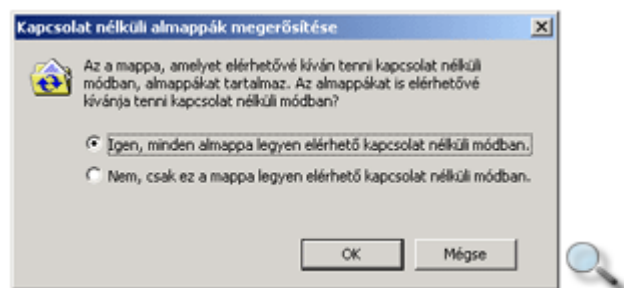 Kapcsolat nélküli almappák megerősítése
Az a mappa, amelyet elérhetővé kíván tenni kapcsolat nélküli
módban, almappákat tartalmaz. Az almappákat is elérhetővé
kívánja tenni kapcsolat nélküli módban?
Igen, minden almappa legyen elérhető kapcsolat nélküli módban.
Nem, csak ez a mappa legyen elérhető kapcsolat nélküli módban.
OK Mégse